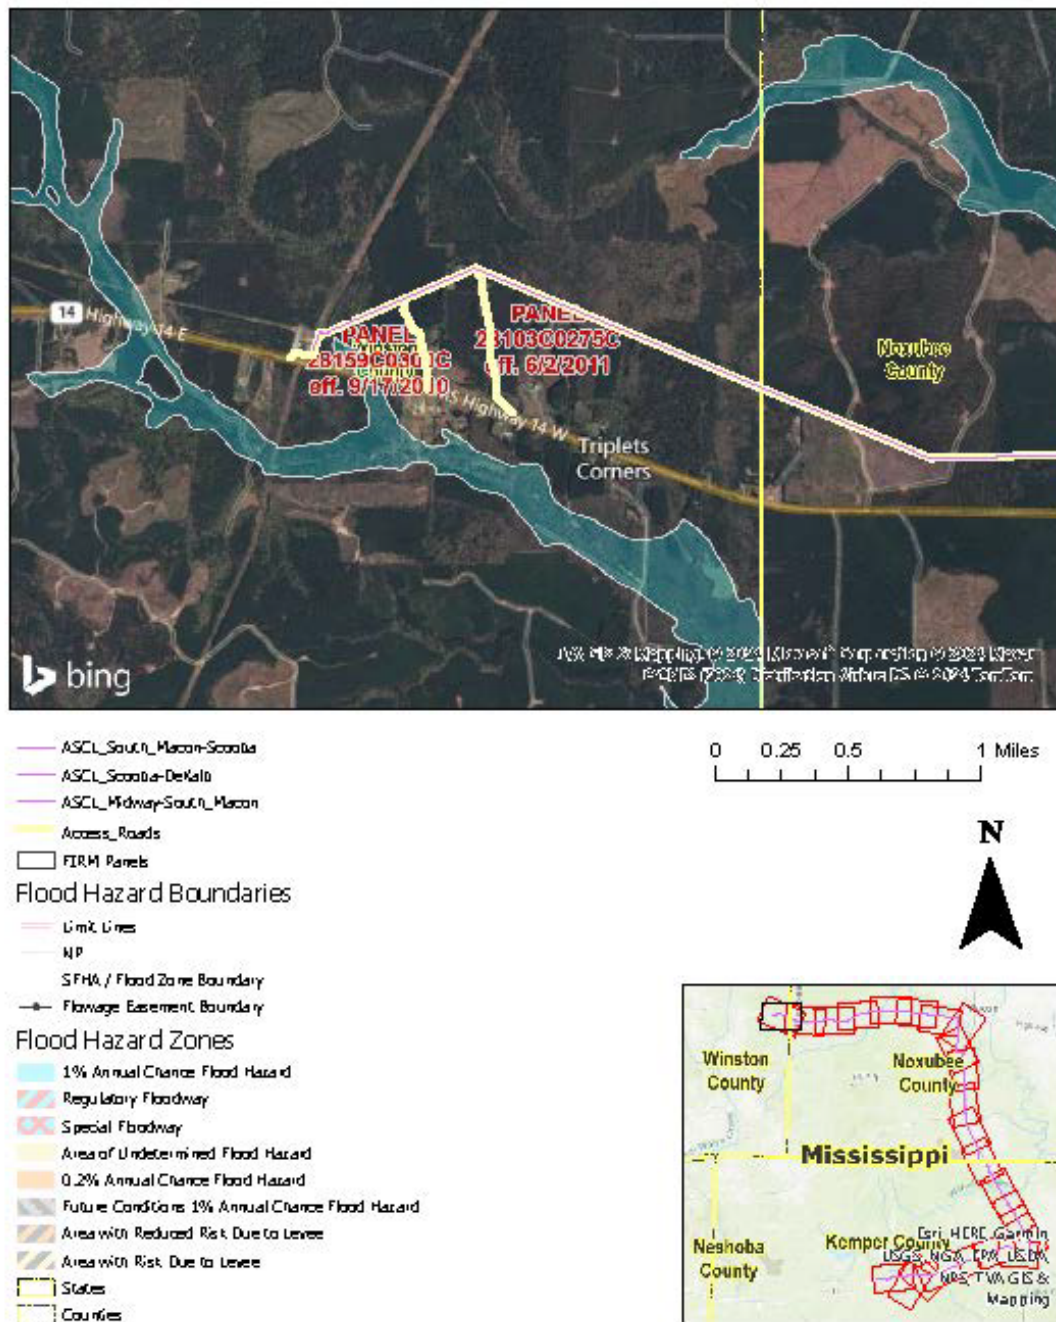 14
Highway 14 E
PANEL
eff. 9/17/2010
PANEL
28103C0275C
eff. 6/2/2011
Noxubee
County
Highway 14 W
Triplets
Corners
bing
ASCL_South_Macon-Scooba
ASCL_Scooba-DeKalb
ASCL_Midway-South_Macon
Access_Roads
FIRM Panels
Flood Hazard Boundaries
Limit Lines
NP
SFHA / Flood Zone Boundary
Flowage Easement Boundary
Flood Hazard Zones
1% Annual Chance Flood Hazard
Regulatory Floodway
Special Floodway
Area of Undetermined Flood Hazard
0.2% Annual Chance Flood Hazard
Future Conditions 1% Annual Chance Flood Hazard
Area with Reduced Risk Due to Levee
Area with Risk Due to Levee
States
Counties
0 0.25 0.5 1 Miles
N
Winston
County
Noxubee
County
Mississippi
Neshoba
County
Kemper County
Esri, HERE, Garmin,
USGS, NGA, EPA, USDA,
NPS, TVA GIS &
Mapping